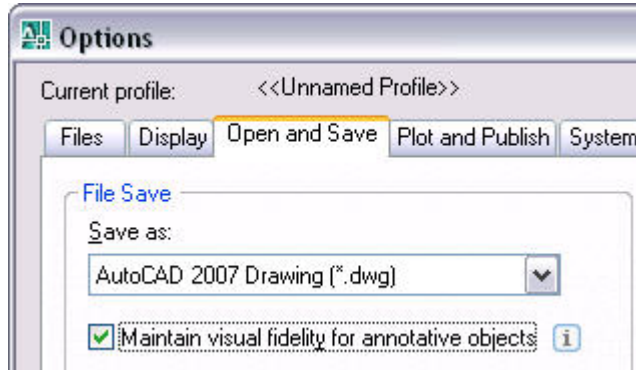 Options
Current profile: <<Unnamed Profile>>
Files Display Open and Save Plot and Publish System
File Save
Save as:
AutoCAD 2007 Drawing (*.dwg)
Maintain visual fidelity for annotative objects